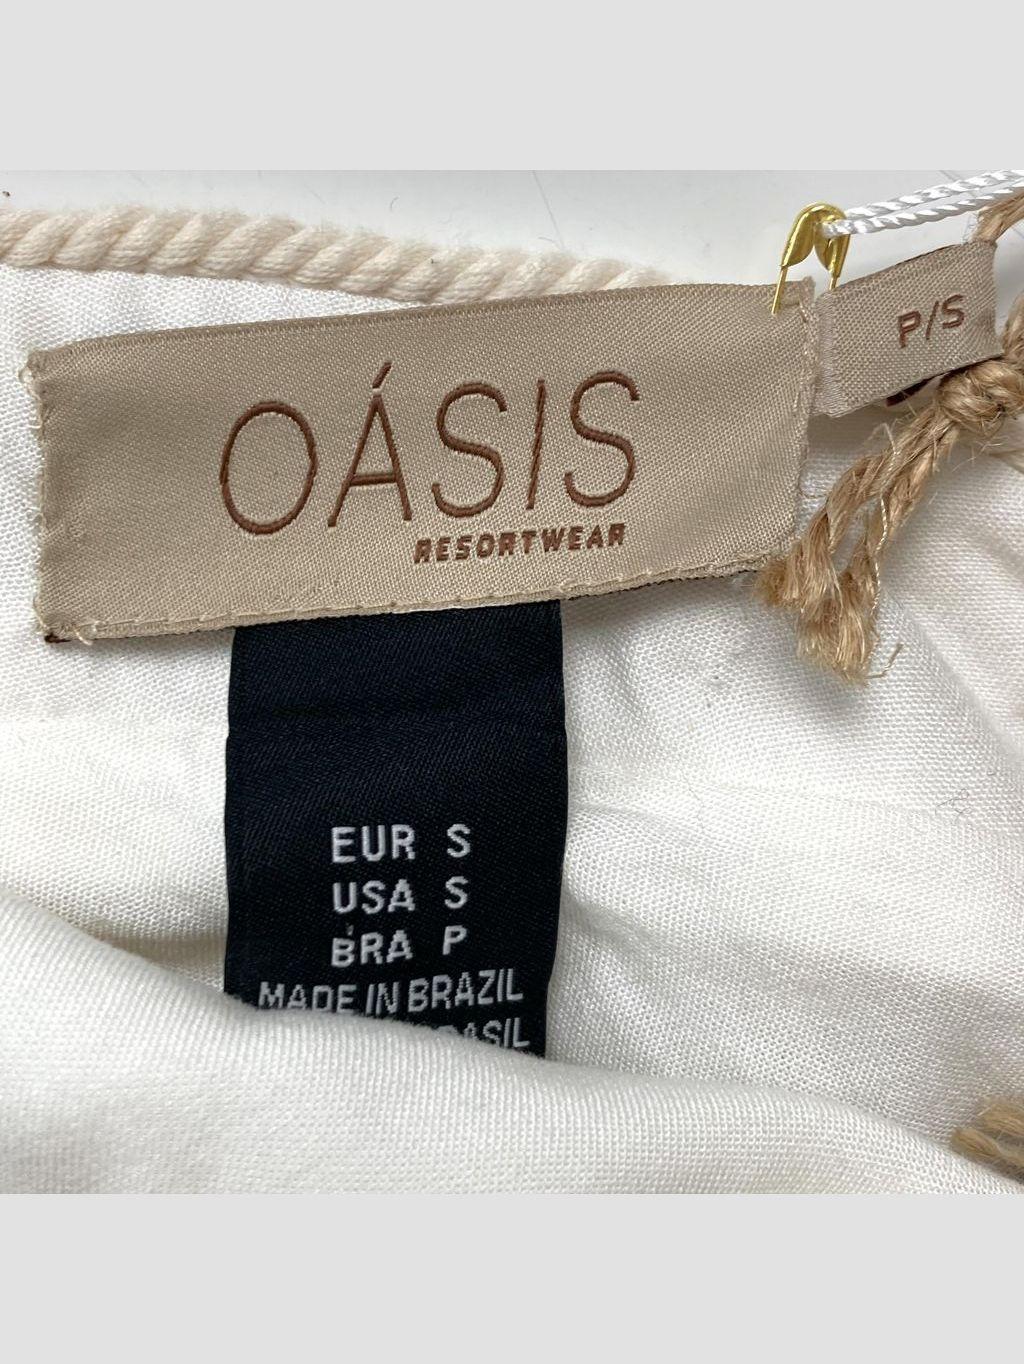 OÁSIS
RESORTWEAR
P/S
EUR S
USA S
BRA P
MADE IN BRAZIL